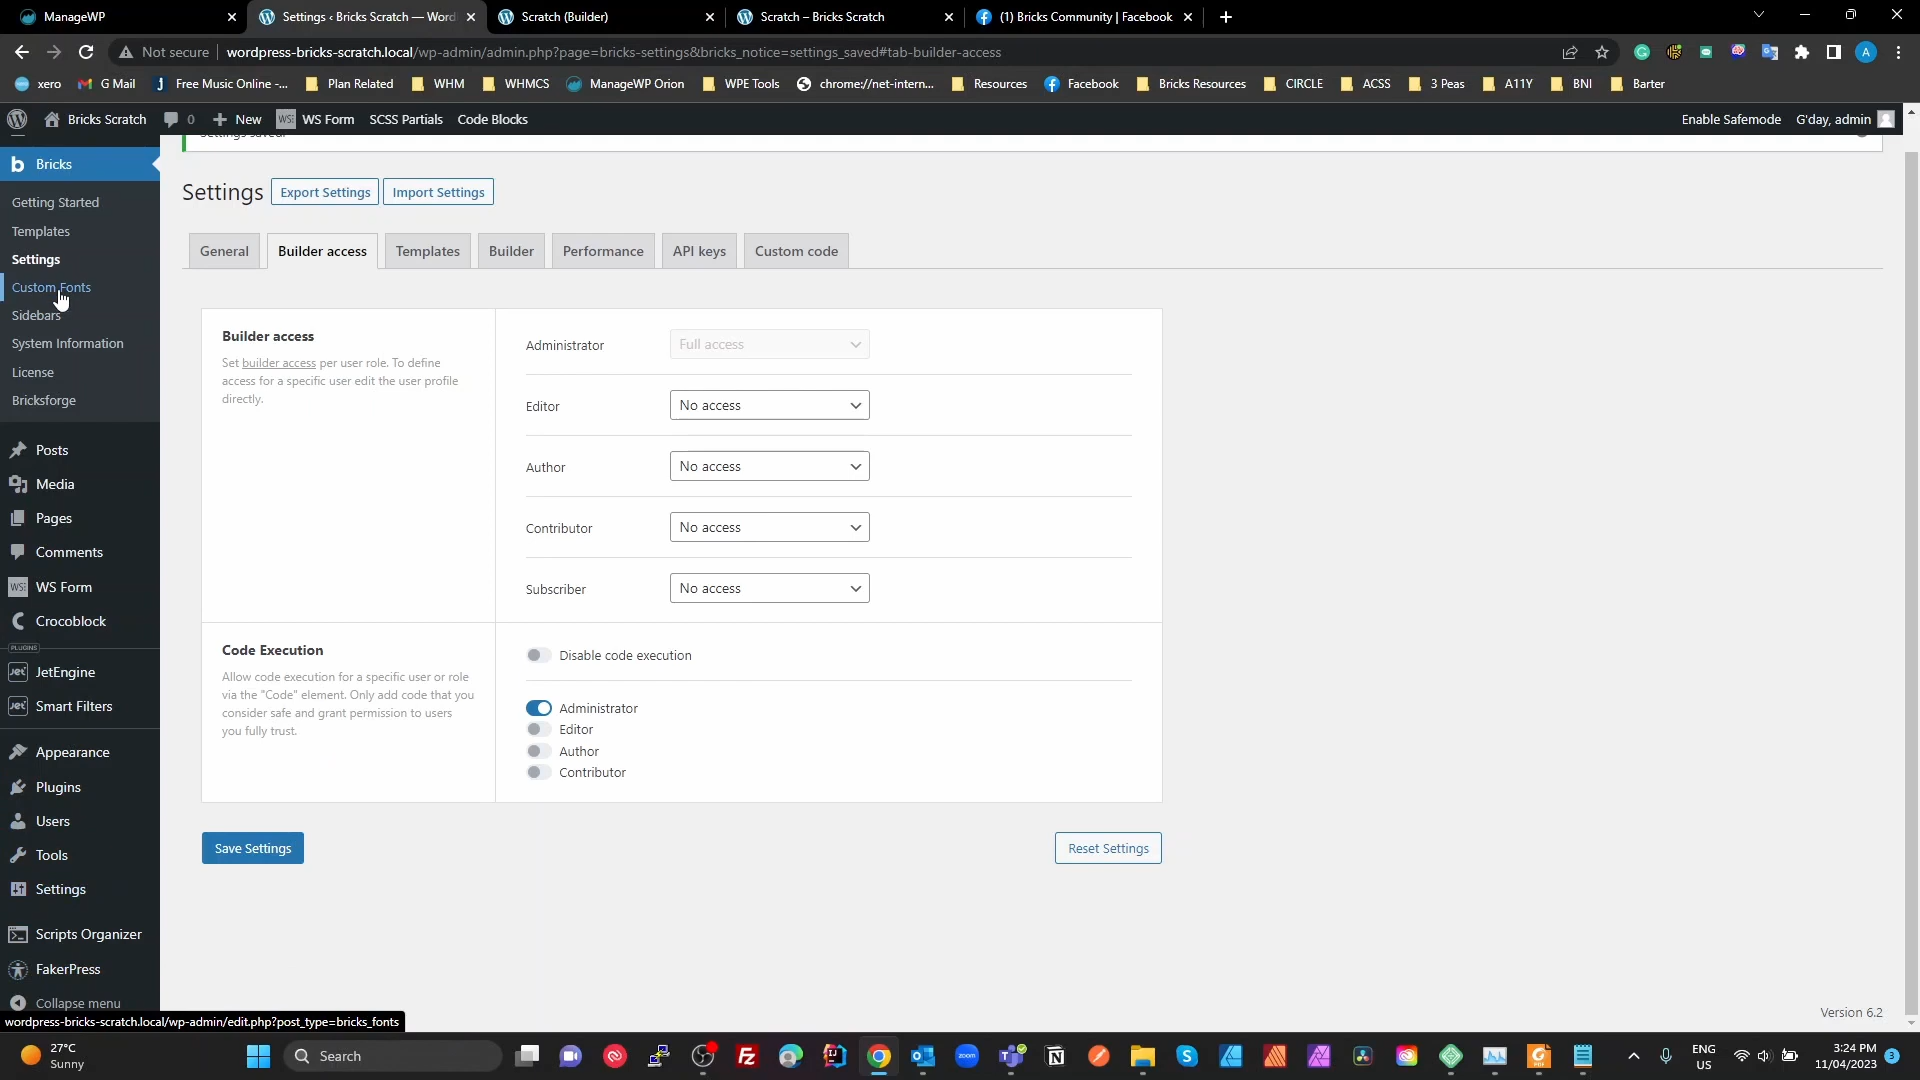 ManageWP
Settings ‹ Bricks Scratch — Word
Scratch (Builder)
Scratch – Bricks Scratch
(1) Bricks Community | Facebook
Not secure
wordpress-bricks-scratch.local/wp-admin/admin.php?page=bricks-settings&bricks_notice=settings_saved#tab-builder-access
A
xero
G Mail
Free Music Online -...
Plan Related
WHM
WHMCS
ManageWP Orion
WPE Tools
chrome://net-intern...
Resources
Facebook
Bricks Resources
CIRCLE
ACSS
3 Peas
A11Y
BNI
Barter
Bricks Scratch
0
New
WS Form
SCSS Partials
Code Blocks
Enable Safemode
G'day, admin
Bricks
Getting Started
Templates
Settings
Custom Fonts
Sidebars
System Information
License
Bricksforge
Posts
Media
Pages
Comments
WS Form
Crocoblock
PLUGINS
JetEngine
Smart Filters
Appearance
Plugins
Users
Tools
Settings
Scripts Organizer
FakerPress
Collapse menu
Settings saved.
Settings
Export Settings
Import Settings
General
Builder access
Templates
Builder
Performance
API keys
Custom code
Builder access
Set builder access per user role. To define
access for a specific user edit the user profile
directly.
Administrator
Full access
Editor
No access
Author
No access
Contributor
No access
Subscriber
No access
Code Execution
Allow code execution for a specific user or role
via the "Code" element. Only add code that you
consider safe and grant permission to users
you fully trust.
Disable code execution
Administrator
Editor
Author
Contributor
Save Settings
Reset Settings
Version 6.2
wordpress-bricks-scratch.local/wp-admin/edit.php?post_type=bricks_fonts
27°C
Sunny
Search
zoom
ENG
US
3:24 PM
11/04/2023
3